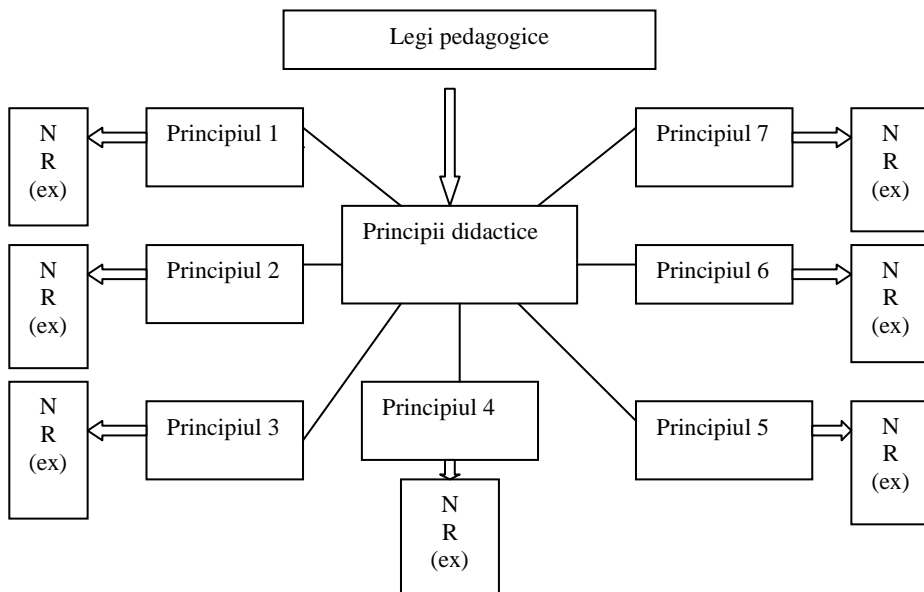 Legi pedagogice
N
R
(ex)
Principiul 1
Principiul 7
N
R
(ex)
Principii didactice
N
R
(ex)
Principiul 2
Principiul 6
N
R
(ex)
N
R
(ex)
Principiul 3
Principiul 4
Principiul 5
N
R
(ex)
N
R
(ex)